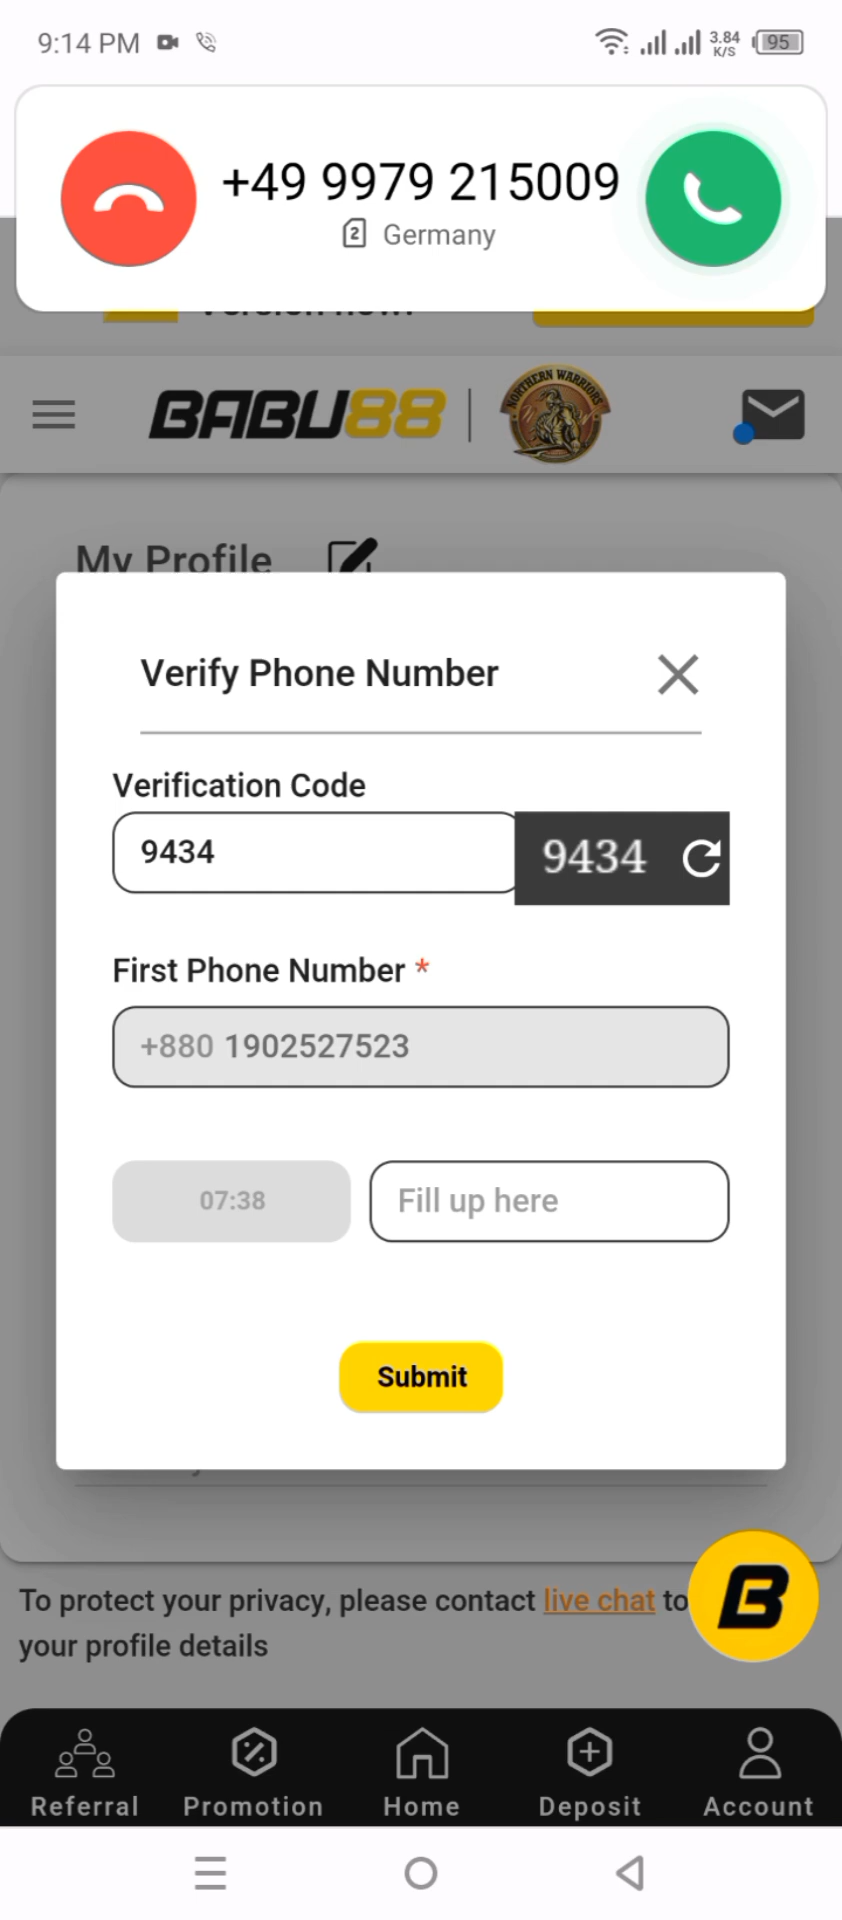 9:14 PM
3.84 K/S
95
+49 9979 215009
2 Germany
BABU88
NORTHERN WARRIORS
My Profile
Verify Phone Number
Verification Code
9434
9434
First Phone Number *
+880 1902527523
07:38
Fill up here
Submit
To protect your privacy, please contact live chat to
your profile details
B
Referral
Promotion
Home
Deposit
Account